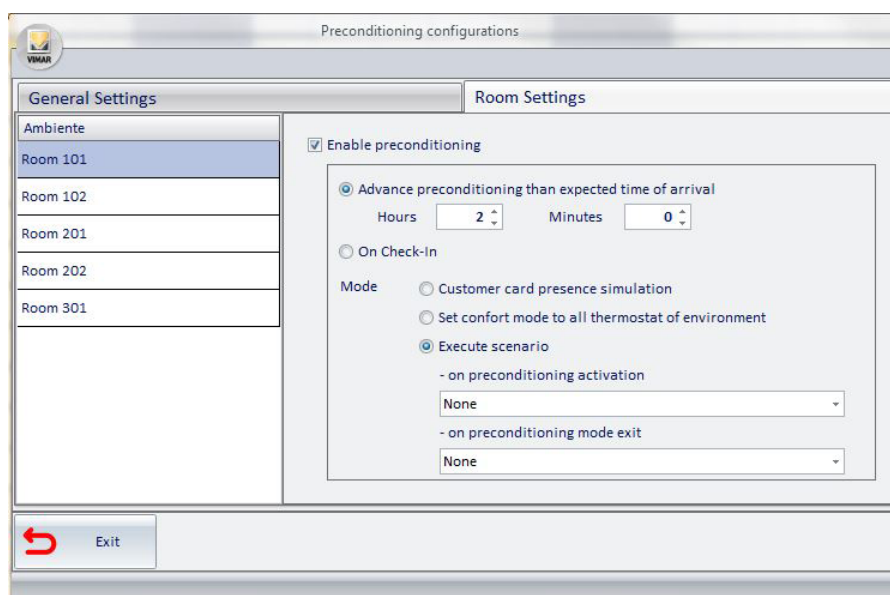 Preconditioning configurations
VIMAR
General Settings
Room Settings
Ambiente
Room 101
Room 102
Room 201
Room 202
Room 301
Enable preconditioning
Advance preconditioning than expected time of arrival
Hours 2 Minutes 0
On Check-In
Mode
Customer card presence simulation
Set confort mode to all thermostat of environment
Execute scenario
- on preconditioning activation
None
- on preconditioning mode exit
None
Exit